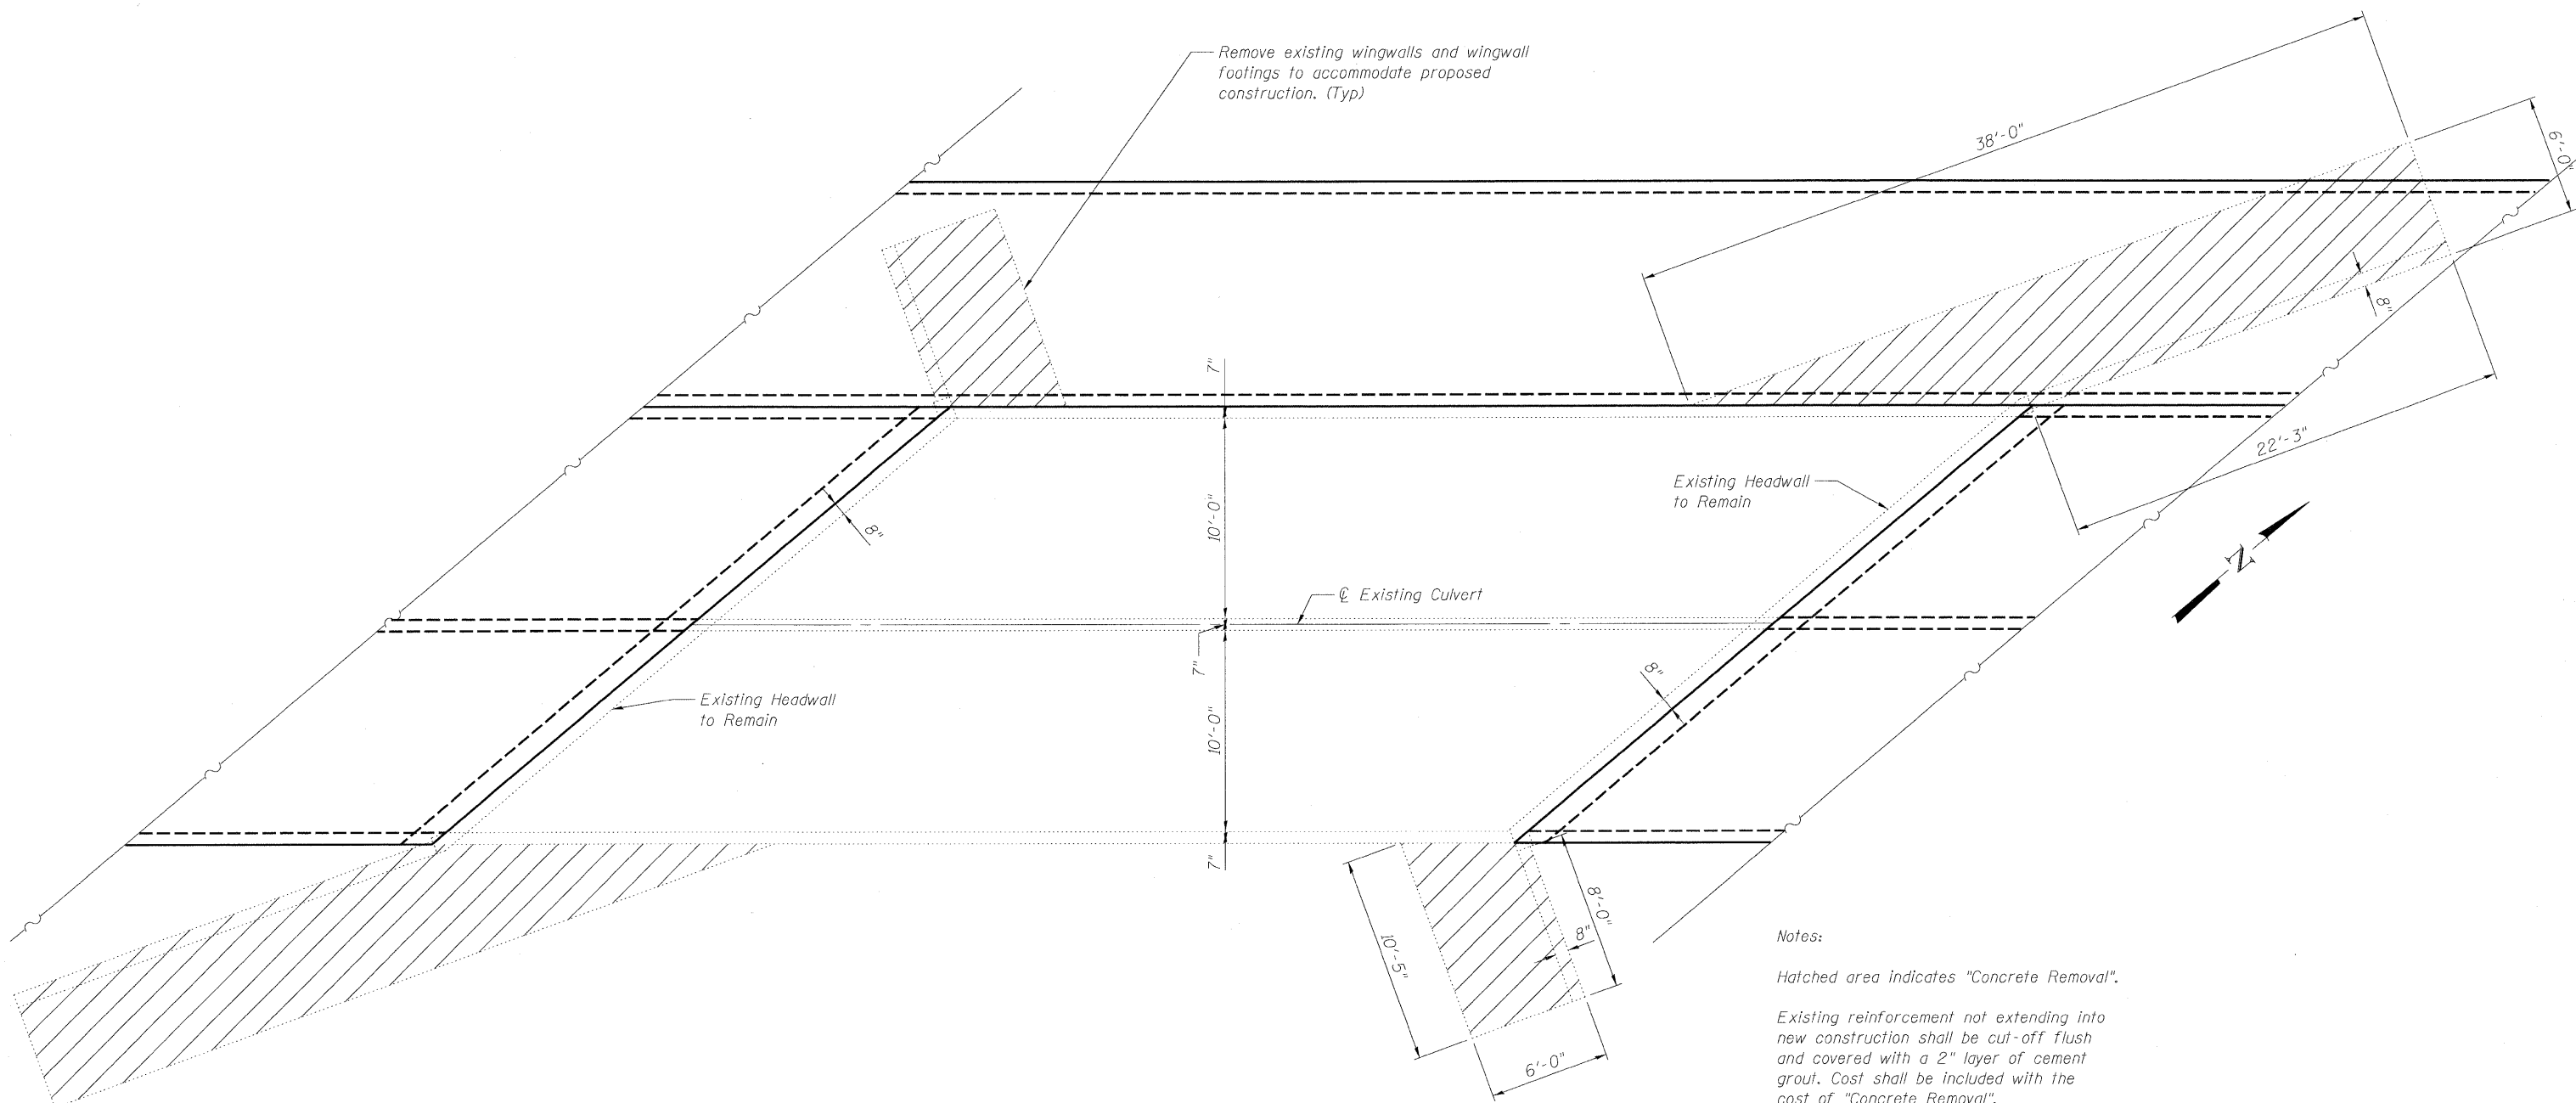 Remove existing wingwalls and wingwall
footings to accommodate proposed
construction. (Typ)
38'-0"
6'-0"
8"
22'-3"
7"
10'-0"
8"
Existing Headwall
to Remain
N
℄ Existing Culvert
7"
8"
Existing Headwall
to Remain
10'-0"
7"
10'-5"
8'-0"
8"
6'-0"
Notes:
Hatched area indicates "Concrete Removal".
Existing reinforcement not extending into
new construction shall be cut-off flush
and covered with a 2" layer of cement
grout. Cost shall be included with the
cost of "Concrete Removal".